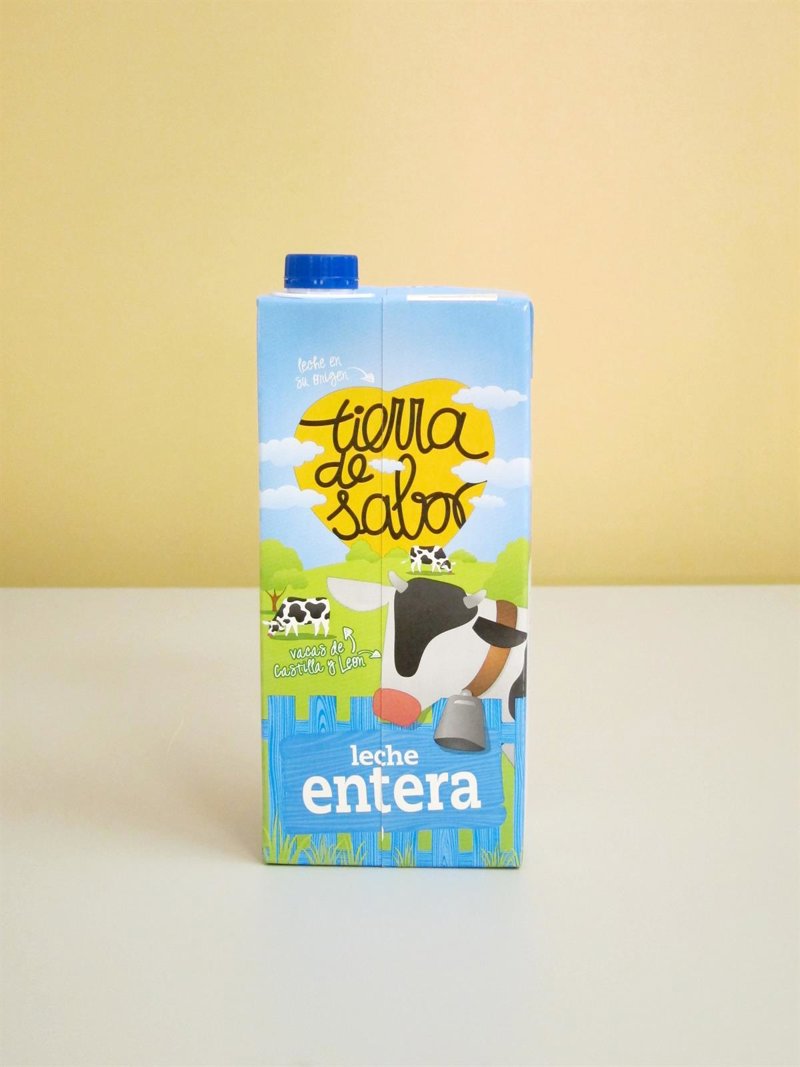 leche en
su origen
tierra
de
sabor
vacas de
Castilla y León
leche
entera